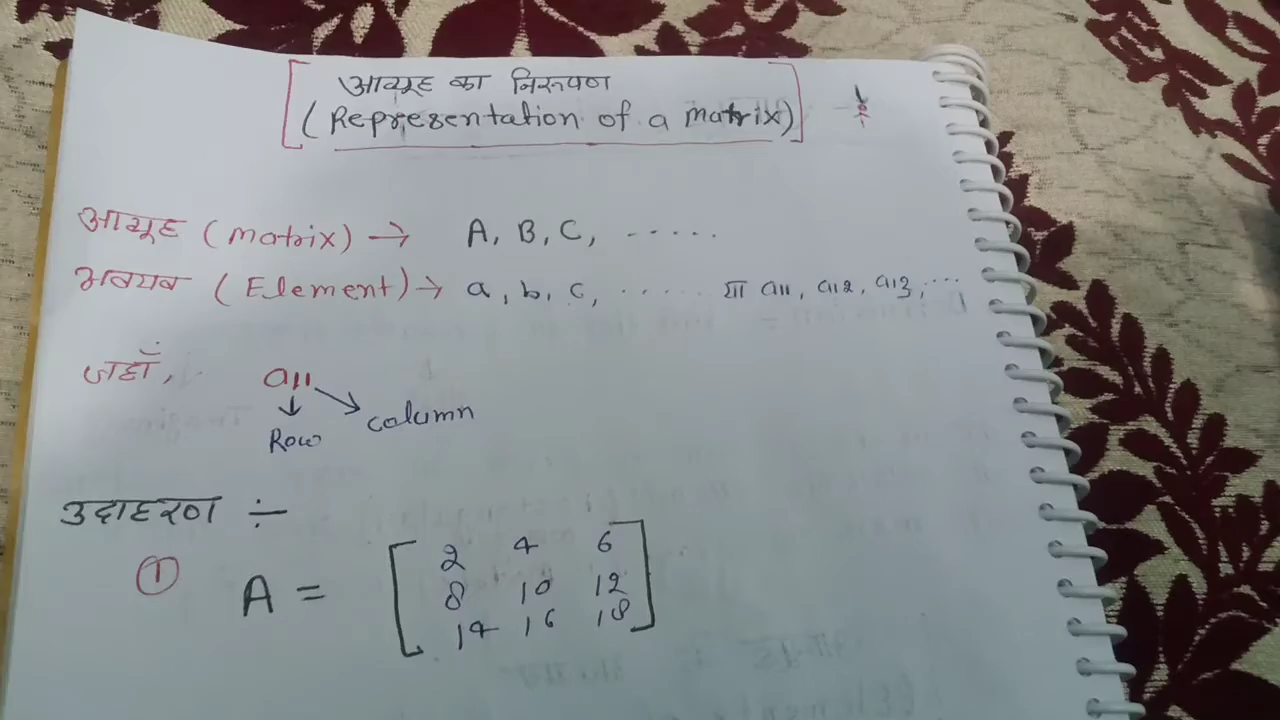 आव्यूह का निरूपण
(Representation of a matrix)
आव्यूह (matrix) → A, B, C, .....
अवयव (Element) → a, b, c, ..... या a11, a12, a13, ...
जहाँ, a11
Row column
उदाहरण ÷
① A = [ 2 4 6
8 10 12
14 16 18 ]